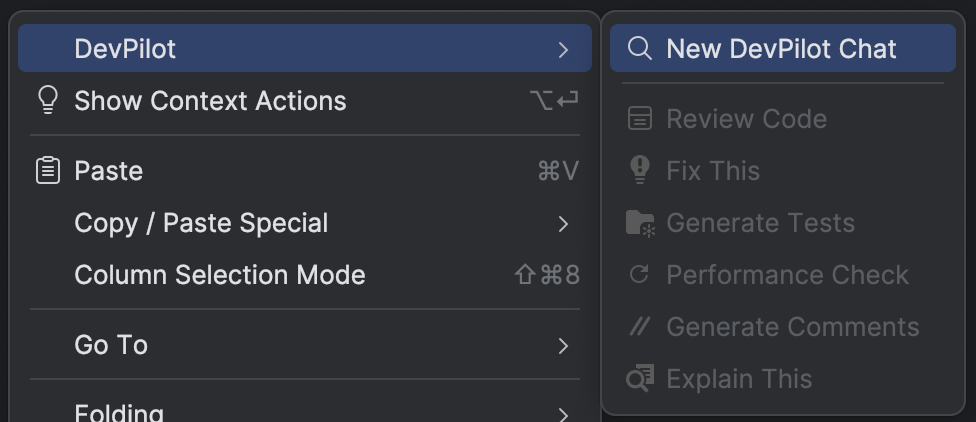 DevPilot
Show Context Actions ⌥⏎
Paste ⌘V
Copy / Paste Special
Column Selection Mode ⇧⌘8
Go To
Folding
New DevPilot Chat
Review Code
Fix This
Generate Tests
Performance Check
Generate Comments
Explain This